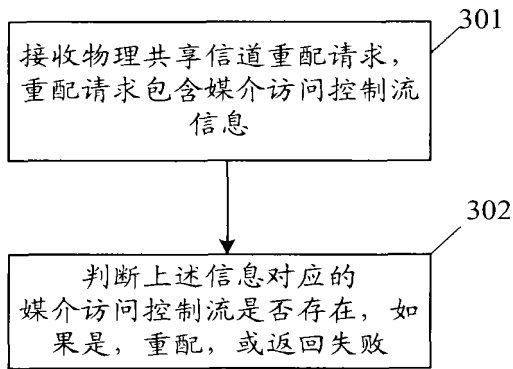 301
接收物理共享信道重配请求，
重配请求包含媒介访问控制流
信息
302
判断上述信息对应的
媒介访问控制流是否存在，如
果是，重配，或返回失败